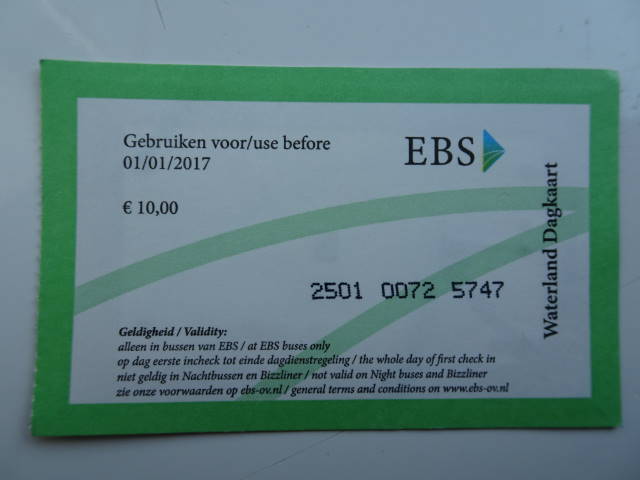 Gebruiken voor/use before
01/01/2017
€ 10,00
EBS
Waterland Dagkaart
2501 0072 5747
Geldigheid / Validity:
alleen in bussen van EBS / at EBS buses only
op dag eerste incheck tot einde dagdienstregeling / the whole day of first check in
niet geldig in Nachtbussen en Bizzliner / not valid on Night buses and Bizzliner
zie onze voorwaarden op ebs-ov.nl / general terms and conditions on www.ebs-ov.nl